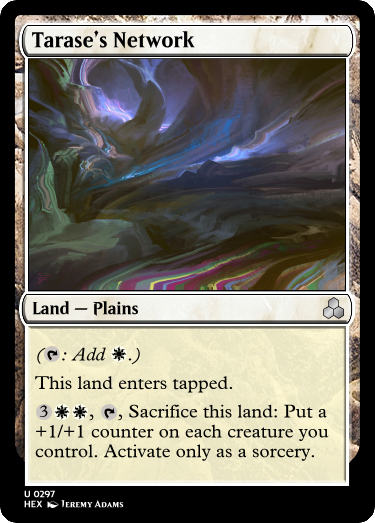 Tarase's Network
Land — Plains
(: Add .)
This land enters tapped.
3, , Sacrifice this land: Put a
+1/+1 counter on each creature you
control. Activate only as a sorcery.
U 0297
HEX Jeremy Adams